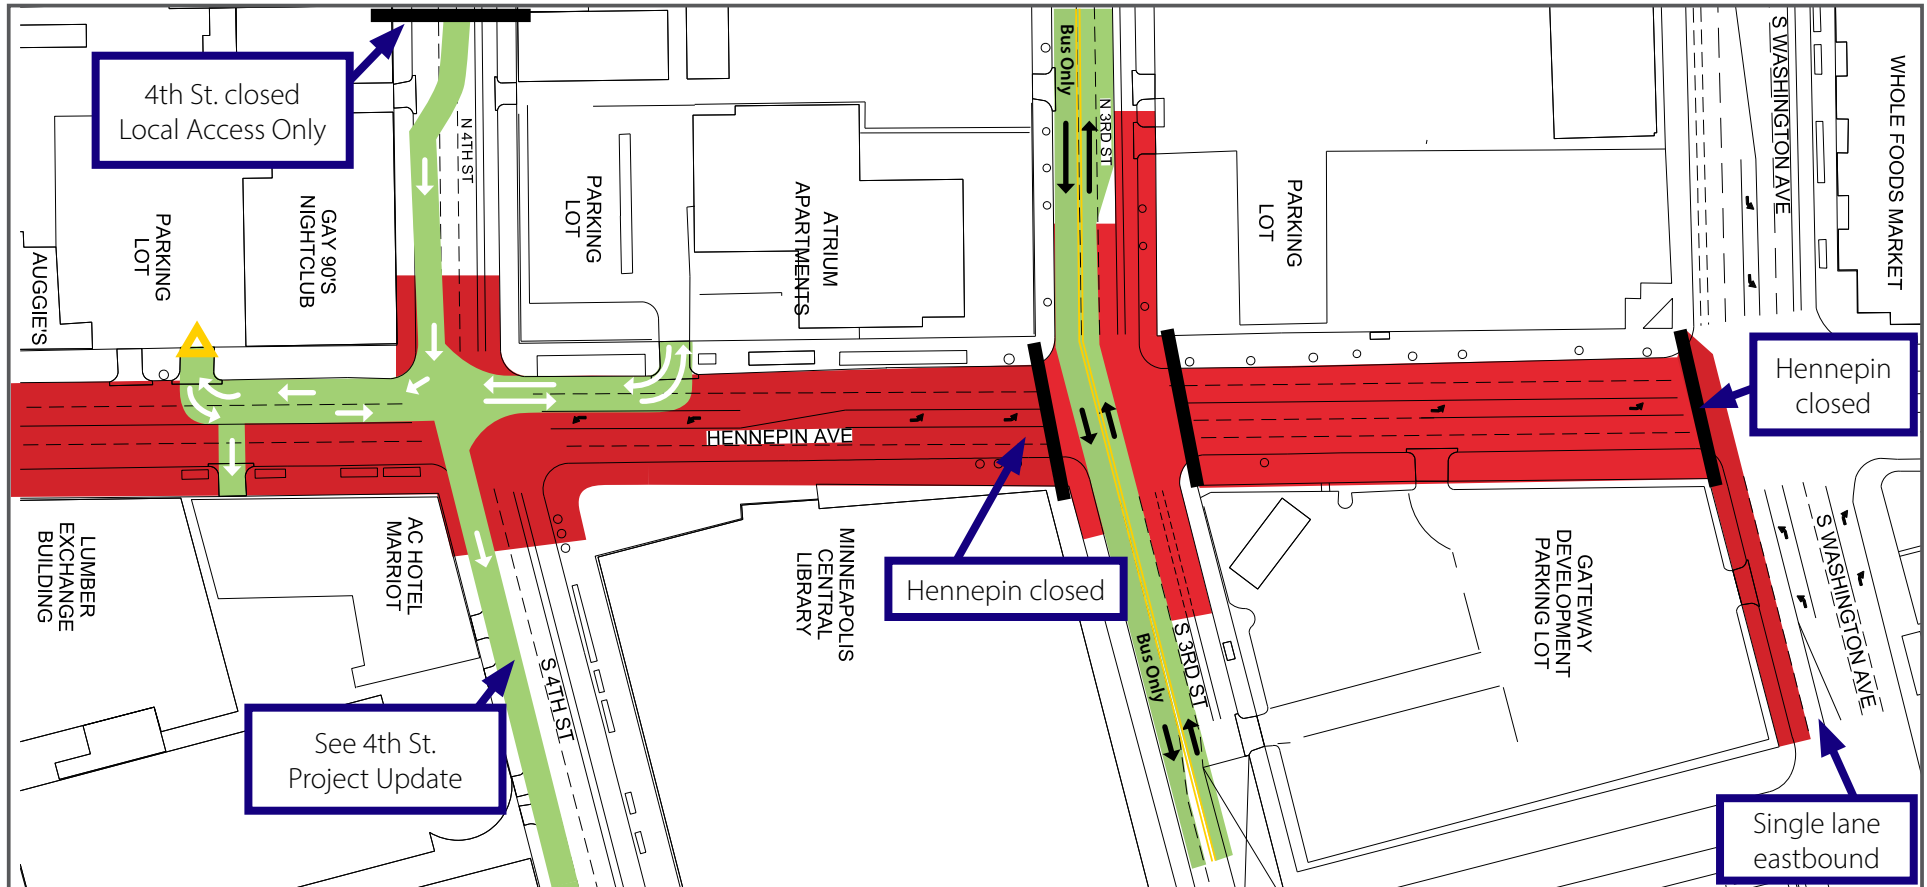 4th St. closed
Local Access Only
N 4TH ST
Bus Only
N 3RD ST
S WASHINGTON AVE
WHOLE FOODS MARKET
AUGGIE'S
PARKING
LOT
GAY 90'S
NIGHTCLUB
PARKING
LOT
ATRIUM
APARTMENTS
PARKING
LOT
Hennepin
closed
HENNEPIN AVE
LUMBER
EXCHANGE
BUILDING
AC HOTEL
MARRIOT
MINNEAPOLIS
CENTRAL
LIBRARY
Hennepin closed
GATEWAY
DEVELOPMENT
PARKING LOT
S WASHINGTON AVE
See 4th St.
Project Update
S 4TH ST
Bus Only
S 3RD ST
Single lane
eastbound